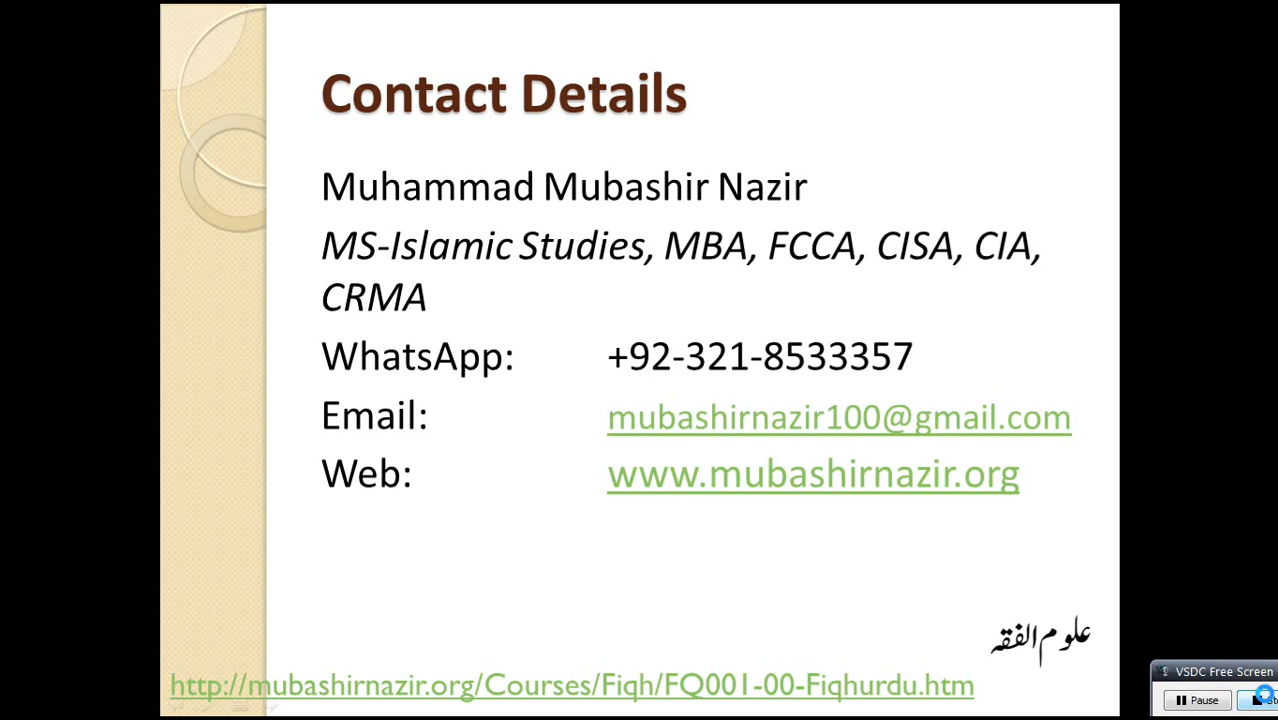 Contact Details
Muhammad Mubashir Nazir
MS-Islamic Studies, MBA, FCCA, CISA, CIA,
CRMA
WhatsApp: +92-321-8533357
Email: mubashirnazir100@gmail.com
Web: www.mubashirnazir.org
علوم الفقہ
http://mubashirnazir.org/Courses/Fiqh/FQ001-00-Fiqhurdu.htm
VSDC Free Screen
Pause